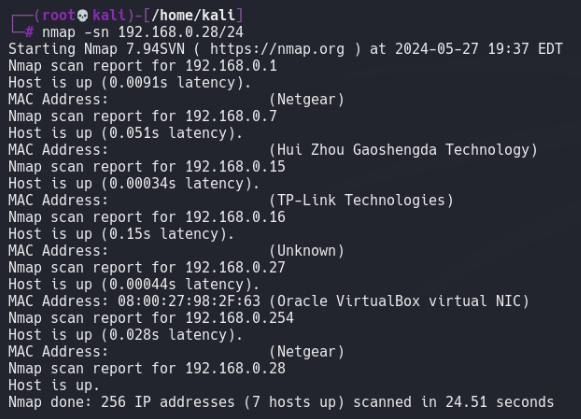 ┌──(root💀kali)-[/home/kali]
└─# nmap -sn 192.168.0.28/24
Starting Nmap 7.94SVN ( https://nmap.org ) at 2024-05-27 19:37 EDT
Nmap scan report for 192.168.0.1
Host is up (0.0091s latency).
MAC Address: (Netgear)
Nmap scan report for 192.168.0.7
Host is up (0.051s latency).
MAC Address: (Hui Zhou Gaoshengda Technology)
Nmap scan report for 192.168.0.15
Host is up (0.00034s latency).
MAC Address: (TP-Link Technologies)
Nmap scan report for 192.168.0.16
Host is up (0.15s latency).
MAC Address: (Unknown)
Nmap scan report for 192.168.0.27
Host is up (0.00044s latency).
MAC Address: 08:00:27:98:2F:63 (Oracle VirtualBox virtual NIC)
Nmap scan report for 192.168.0.254
Host is up (0.028s latency).
MAC Address: (Netgear)
Nmap scan report for 192.168.0.28
Host is up.
Nmap done: 256 IP addresses (7 hosts up) scanned in 24.51 seconds